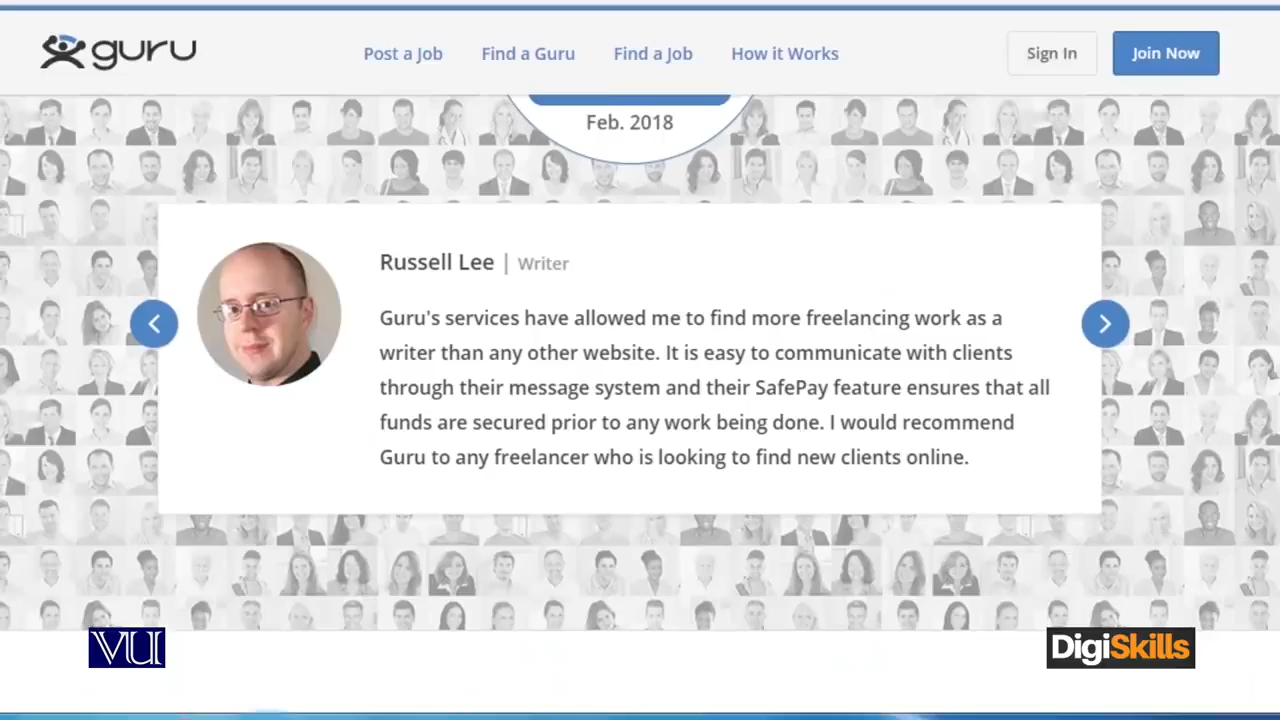 guru
Post a Job
Find a Guru
Find a Job
How it Works
Sign In
Join Now
Feb. 2018
Russell Lee | Writer
Guru's services have allowed me to find more freelancing work as a
writer than any other website. It is easy to communicate with clients
through their message system and their SafePay feature ensures that all
funds are secured prior to any work being done. I would recommend
Guru to any freelancer who is looking to find new clients online.
VU
DigiSkills